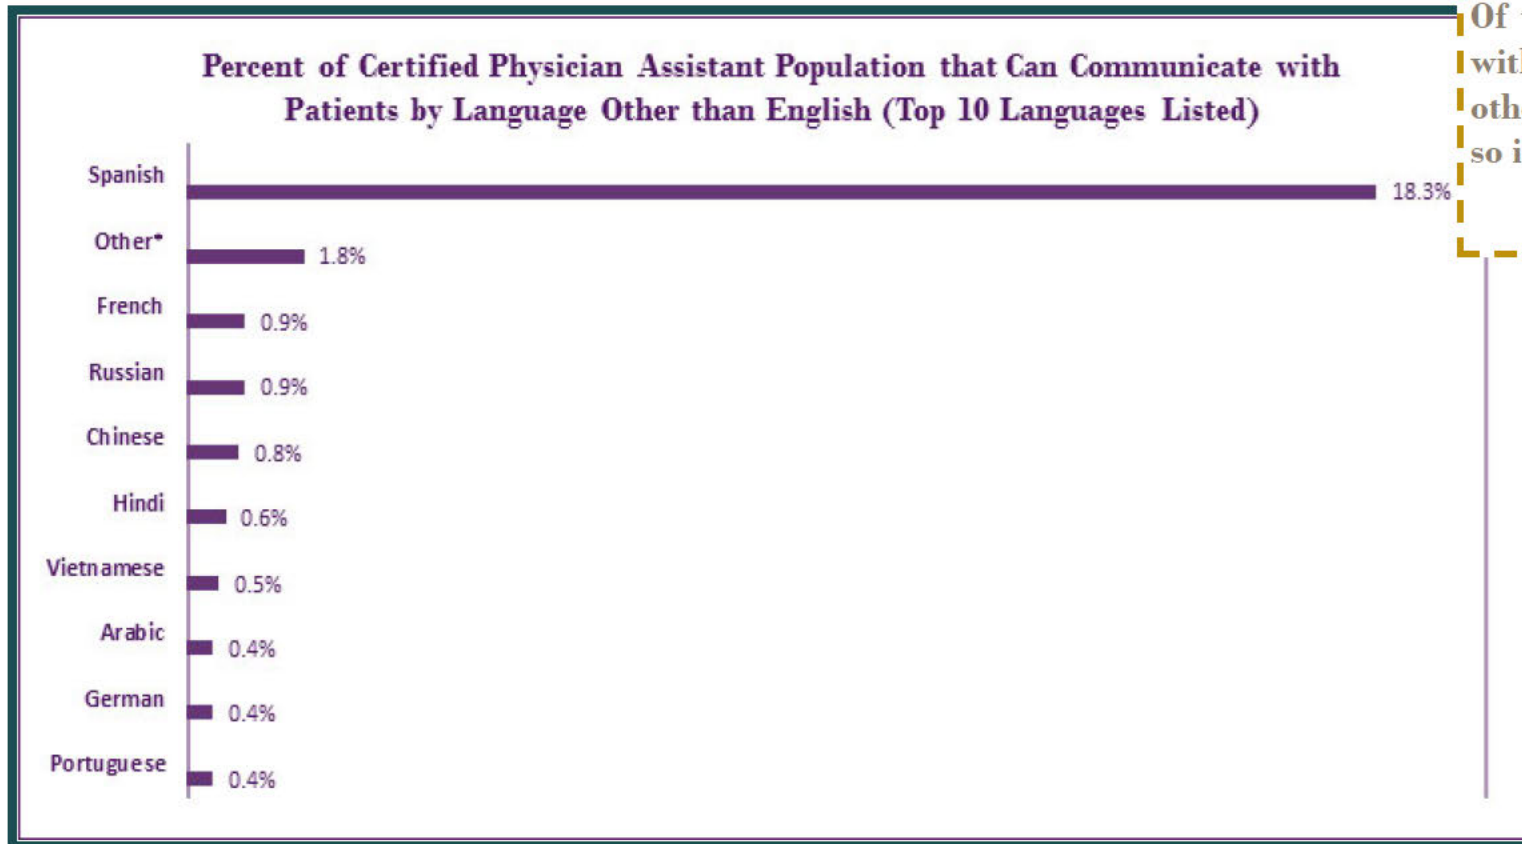 Percent of Certified Physician Assistant Population that Can Communicate with
Patients by Language Other than English (Top 10 Languages Listed)
Spanish
18.3%
Other*
1.8%
French
0.9%
Russian
0.9%
Chinese
0.8%
Hindi
0.6%
Vietnamese
0.5%
Arabic
0.4%
German
0.4%
Portuguese
0.4%
Of
so